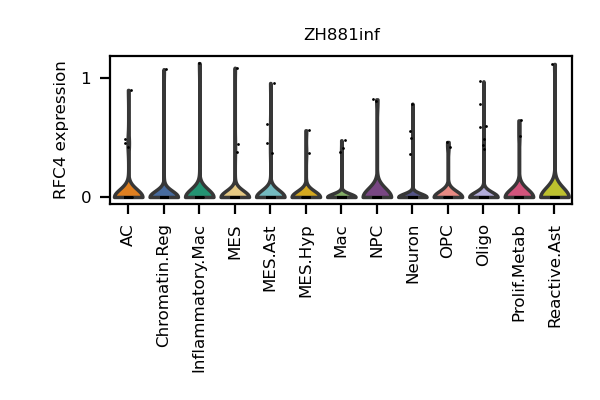 ZH881inf
RFC4 expression
1
0
AC
Chromatin.Reg
Inflammatory.Mac
MES
MES.Ast
MES.Hyp
Mac
NPC
Neuron
OPC
Oligo
Prolif.Metab
Reactive.Ast